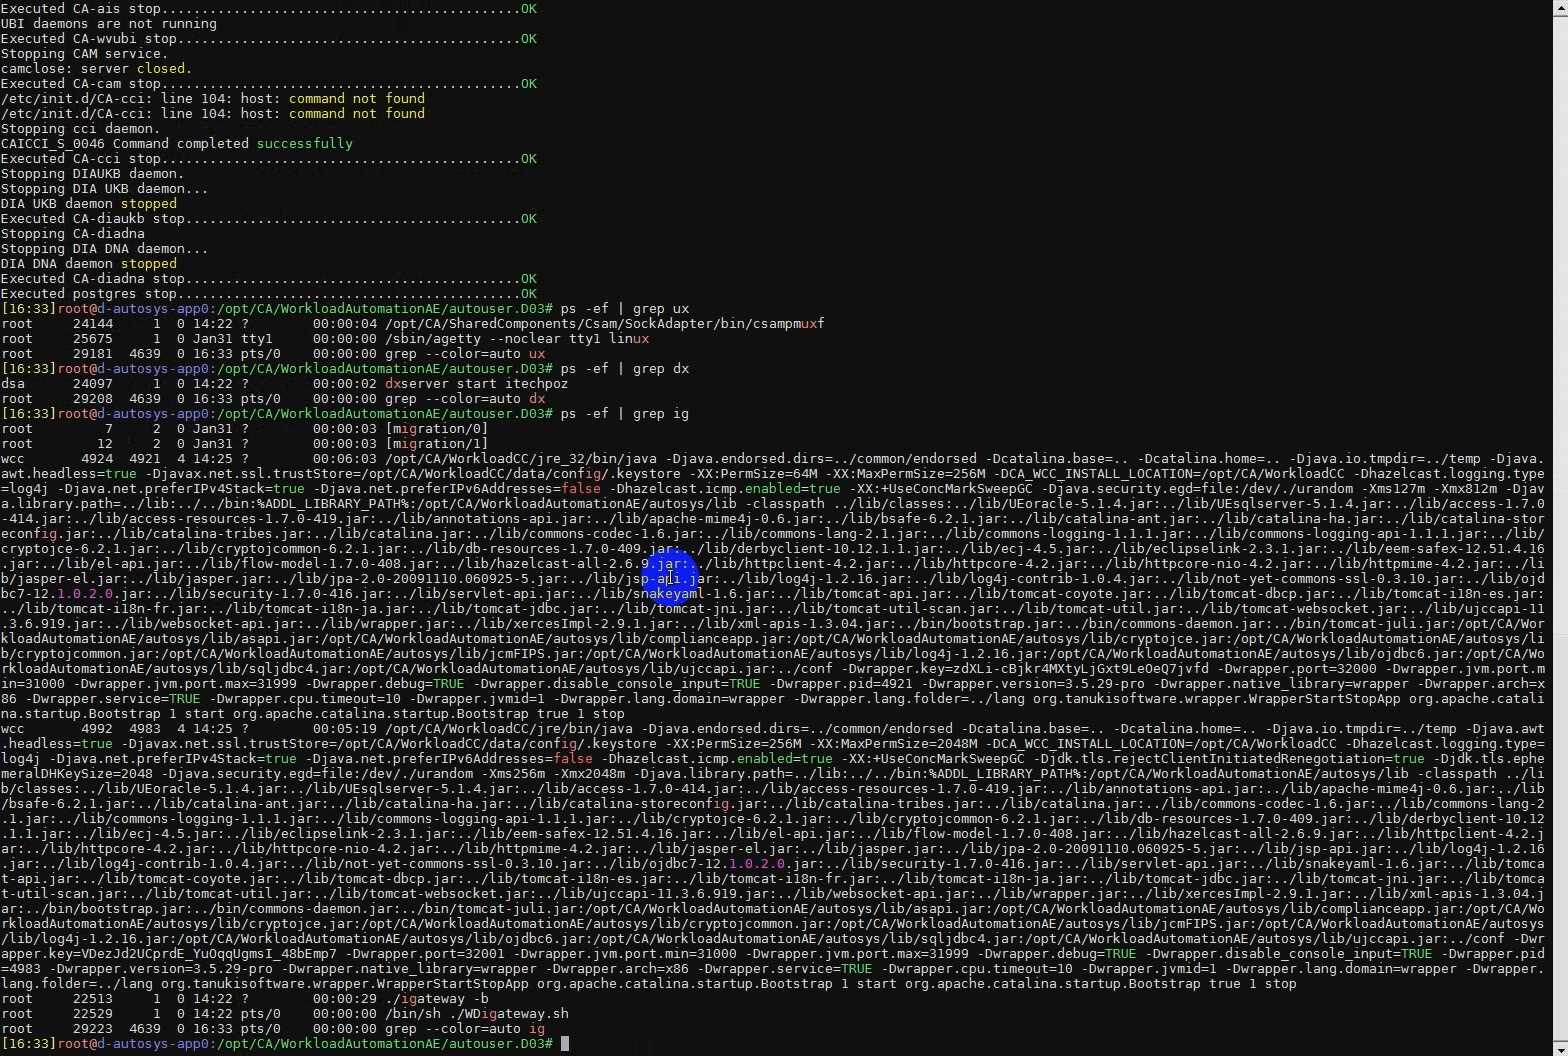 Executed CA-ais stop.............................................OK
UBI daemons are not running
Executed CA-wvubi stop...........................................OK
Stopping CAM service.
camclose: server closed.
Executed CA-cam stop.............................................OK
/etc/init.d/CA-cci: line 104: host: command not found
/etc/init.d/CA-cci: line 104: host: command not found
Stopping cci daemon.
CAICCI_S_0046 Command completed successfully
Executed CA-cci stop.............................................OK
Stopping DIAUKB daemon.
Stopping DIA UKB daemon...
DIA UKB daemon stopped
Executed CA-diaukb stop..........................................OK
Stopping CA-diadna
Stopping DIA DNA daemon...
DIA DNA daemon stopped
Executed CA-diadna stop..........................................OK
Executed postgres stop...........................................OK
[16:33]root@d-autosys-app0:/opt/CA/WorkloadAutomationAE/autouser.D03# ps -ef | grep ux
root     24144     1  0 14:22 ?        00:00:04 /opt/CA/SharedComponents/Csam/SockAdapter/bin/csampmuxf
root     25675     1  0 Jan31 tty1     00:00:00 /sbin/agetty --noclear tty1 linux
root     29181  4639  0 16:33 pts/0    00:00:00 grep --color=auto ux
[16:33]root@d-autosys-app0:/opt/CA/WorkloadAutomationAE/autouser.D03# ps -ef | grep dx
dsa      24097     1  0 14:22 ?        00:00:02 dxserver start itechpoz
root     29208  4639  0 16:33 pts/0    00:00:00 grep --color=auto dx
[16:33]root@d-autosys-app0:/opt/CA/WorkloadAutomationAE/autouser.D03# ps -ef | grep ig
root         7     2  0 Jan31 ?        00:00:03 [migration/0]
root        12     2  0 Jan31 ?        00:00:03 [migration/1]
wcc       4924  4921  4 14:25 ?        00:06:03 /opt/CA/WorkloadCC/jre_32/bin/java -Djava.endorsed.dirs=../common/endorsed -Dcatalina.base=.. -Dcatalina.home=.. -Djava.io.tmpdir=../temp -Djava.
awt.headless=true -Djavax.net.ssl.trustStore=/opt/CA/WorkloadCC/data/config/.keystore -XX:PermSize=64M -XX:MaxPermSize=256M -DCA_WCC_INSTALL_LOCATION=/opt/CA/WorkloadCC -Dhazelcast.logging.type
=log4j -Djava.net.preferIPv4Stack=true -Djava.net.preferIPv6Addresses=false -Dhazelcast.icmp.enabled=true -XX:+UseConcMarkSweepGC -Djava.security.egd=file:/dev/./urandom -Xms127m -Xmx812m -Djav
a.library.path=../lib:../../bin:%ADDL_LIBRARY_PATH%:/opt/CA/WorkloadAutomationAE/autosys/lib -classpath ../lib/classes:../lib/UEoracle-5.1.4.jar:../lib/UEsqlserver-5.1.4.jar:../lib/access-1.7.0
-414.jar:../lib/access-resources-1.7.0-419.jar:../lib/annotations-api.jar:../lib/apache-mime4j-0.6.jar:../lib/bsafe-6.2.1.jar:../lib/catalina-ant.jar:../lib/catalina-ha.jar:../lib/catalina-stor
econfig.jar:../lib/catalina-tribes.jar:../lib/catalina.jar:../lib/commons-codec-1.6.jar:../lib/commons-lang-2.1.jar:../lib/commons-logging-1.1.1.jar:../lib/commons-logging-api-1.1.1.jar:../lib/
cryptojce-6.2.1.jar:../lib/cryptojcommon-6.2.1.jar:../lib/db-resources-1.7.0-409.jar:../lib/derbyclient-10.12.1.1.jar:../lib/ecj-4.5.jar:../lib/eclipselink-2.3.1.jar:../lib/eem-safex-12.51.4.16
.jar:../lib/el-api.jar:../lib/flow-model-1.7.0-408.jar:../lib/hazelcast-all-2.6.9.jar:../lib/httpclient-4.2.jar:../lib/httpcore-4.2.jar:../lib/httpcore-nio-4.2.jar:../lib/httpmime-4.2.jar:../li
b/jasper-el.jar:../lib/jasper.jar:../lib/jpa-2.0-20091110.060925-5.jar:../lib/jsp-api.jar:../lib/log4j-1.2.16.jar:../lib/log4j-contrib-1.0.4.jar:../lib/not-yet-commons-ssl-0.3.10.jar:../lib/ojd
bc7-12.1.0.2.0.jar:../lib/security-1.7.0-416.jar:../lib/servlet-api.jar:../lib/snakeyaml-1.6.jar:../lib/tomcat-api.jar:../lib/tomcat-coyote.jar:../lib/tomcat-dbcp.jar:../lib/tomcat-i18n-es.jar:
../lib/tomcat-i18n-fr.jar:../lib/tomcat-i18n-ja.jar:../lib/tomcat-jdbc.jar:../lib/tomcat-jni.jar:../lib/tomcat-util-scan.jar:../lib/tomcat-util.jar:../lib/tomcat-websocket.jar:../lib/ujccapi-11
.3.6.919.jar:../lib/websocket-api.jar:../lib/wrapper.jar:../lib/xercesImpl-2.9.1.jar:../lib/xml-apis-1.3.04.jar:../bin/bootstrap.jar:../bin/commons-daemon.jar:../bin/tomcat-juli.jar:/opt/CA/Wor
kloadAutomationAE/autosys/lib/asapi.jar:/opt/CA/WorkloadAutomationAE/autosys/lib/complianceapp.jar:/opt/CA/WorkloadAutomationAE/autosys/lib/cryptojce.jar:/opt/CA/WorkloadAutomationAE/autosys/li
b/cryptojcommon.jar:/opt/CA/WorkloadAutomationAE/autosys/lib/jcmFIPS.jar:/opt/CA/WorkloadAutomationAE/autosys/lib/log4j-1.2.16.jar:/opt/CA/WorkloadAutomationAE/autosys/lib/ojdbc6.jar:/opt/CA/Wo
rkloadAutomationAE/autosys/lib/sqljdbc4.jar:/opt/CA/WorkloadAutomationAE/autosys/lib/ujccapi.jar:../conf -Dwrapper.key=zdXLi-cBjkr4MXtyLjGxt9LeOeQ7jvfd -Dwrapper.port=32000 -Dwrapper.jvm.port.m
in=31000 -Dwrapper.jvm.port.max=31999 -Dwrapper.debug=TRUE -Dwrapper.disable_console_input=TRUE -Dwrapper.pid=4921 -Dwrapper.version=3.5.29-pro -Dwrapper.native_library=wrapper -Dwrapper.arch=x
86 -Dwrapper.service=TRUE -Dwrapper.cpu.timeout=10 -Dwrapper.jvmid=1 -Dwrapper.lang.domain=wrapper -Dwrapper.lang.folder=../lang org.tanukisoftware.wrapper.WrapperStartStopApp org.apache.catali
na.startup.Bootstrap 1 start org.apache.catalina.startup.Bootstrap true 1 stop
wcc       4992  4983  4 14:25 ?        00:05:19 /opt/CA/WorkloadCC/jre/bin/java -Djava.endorsed.dirs=../common/endorsed -Dcatalina.base=.. -Dcatalina.home=.. -Djava.io.tmpdir=../temp -Djava.awt
.headless=true -Djavax.net.ssl.trustStore=/opt/CA/WorkloadCC/data/config/.keystore -XX:PermSize=256M -XX:MaxPermSize=2048M -DCA_WCC_INSTALL_LOCATION=/opt/CA/WorkloadCC -Dhazelcast.logging.type=
log4j -Djava.net.preferIPv4Stack=true -Djava.net.preferIPv6Addresses=false -Dhazelcast.icmp.enabled=true -XX:+UseConcMarkSweepGC -Djdk.tls.rejectClientInitiatedRenegotiation=true -Djdk.tls.ephe
meralDHKeySize=2048 -Djava.security.egd=file:/dev/./urandom -Xms256m -Xmx2048m -Djava.library.path=../lib:../../bin:%ADDL_LIBRARY_PATH%:/opt/CA/WorkloadAutomationAE/autosys/lib -classpath ../li
b/classes:../lib/UEoracle-5.1.4.jar:../lib/UEsqlserver-5.1.4.jar:../lib/access-1.7.0-414.jar:../lib/access-resources-1.7.0-419.jar:../lib/annotations-api.jar:../lib/apache-mime4j-0.6.jar:../lib
/bsafe-6.2.1.jar:../lib/catalina-ant.jar:../lib/catalina-ha.jar:../lib/catalina-storeconfig.jar:../lib/catalina-tribes.jar:../lib/catalina.jar:../lib/commons-codec-1.6.jar:../lib/commons-lang-2
.1.jar:../lib/commons-logging-1.1.1.jar:../lib/commons-logging-api-1.1.1.jar:../lib/cryptojce-6.2.1.jar:../lib/cryptojcommon-6.2.1.jar:../lib/db-resources-1.7.0-409.jar:../lib/derbyclient-10.12
.1.1.jar:../lib/ecj-4.5.jar:../lib/eclipselink-2.3.1.jar:../lib/eem-safex-12.51.4.16.jar:../lib/el-api.jar:../lib/flow-model-1.7.0-408.jar:../lib/hazelcast-all-2.6.9.jar:../lib/httpclient-4.2.j
ar:../lib/httpcore-4.2.jar:../lib/httpcore-nio-4.2.jar:../lib/httpmime-4.2.jar:../lib/jasper-el.jar:../lib/jasper.jar:../lib/jpa-2.0-20091110.060925-5.jar:../lib/jsp-api.jar:../lib/log4j-1.2.16
.jar:../lib/log4j-contrib-1.0.4.jar:../lib/not-yet-commons-ssl-0.3.10.jar:../lib/ojdbc7-12.1.0.2.0.jar:../lib/security-1.7.0-416.jar:../lib/servlet-api.jar:../lib/snakeyaml-1.6.jar:../lib/tomca
t-api.jar:../lib/tomcat-coyote.jar:../lib/tomcat-dbcp.jar:../lib/tomcat-i18n-es.jar:../lib/tomcat-i18n-fr.jar:../lib/tomcat-i18n-ja.jar:../lib/tomcat-jdbc.jar:../lib/tomcat-jni.jar:../lib/tomca
t-util-scan.jar:../lib/tomcat-util.jar:../lib/tomcat-websocket.jar:../lib/ujccapi-11.3.6.919.jar:../lib/websocket-api.jar:../lib/wrapper.jar:../lib/xercesImpl-2.9.1.jar:../lib/xml-apis-1.3.04.j
ar:../bin/bootstrap.jar:../bin/commons-daemon.jar:../bin/tomcat-juli.jar:/opt/CA/WorkloadAutomationAE/autosys/lib/asapi.jar:/opt/CA/WorkloadAutomationAE/autosys/lib/complianceapp.jar:/opt/CA/Wo
rkloadAutomationAE/autosys/lib/cryptojce.jar:/opt/CA/WorkloadAutomationAE/autosys/lib/cryptojcommon.jar:/opt/CA/WorkloadAutomationAE/autosys/lib/jcmFIPS.jar:/opt/CA/WorkloadAutomationAE/autosys
/lib/log4j-1.2.16.jar:/opt/CA/WorkloadAutomationAE/autosys/lib/ojdbc6.jar:/opt/CA/WorkloadAutomationAE/autosys/lib/sqljdbc4.jar:/opt/CA/WorkloadAutomationAE/autosys/lib/ujccapi.jar:../conf -Dwr
apper.key=VDezJd2UCprdE_YuOqqUgmsI_48bEmp7 -Dwrapper.port=32001 -Dwrapper.jvm.port.min=31000 -Dwrapper.jvm.port.max=31999 -Dwrapper.debug=TRUE -Dwrapper.disable_console_input=TRUE -Dwrapper.pid
=4983 -Dwrapper.version=3.5.29-pro -Dwrapper.native_library=wrapper -Dwrapper.arch=x86 -Dwrapper.service=TRUE -Dwrapper.cpu.timeout=10 -Dwrapper.jvmid=1 -Dwrapper.lang.domain=wrapper -Dwrapper.
lang.folder=../lang org.tanukisoftware.wrapper.WrapperStartStopApp org.apache.catalina.startup.Bootstrap 1 start org.apache.catalina.startup.Bootstrap true 1 stop
root     22513     1  0 14:22 ?        00:00:29 ./igateway -b
root     22529     1  0 14:22 pts/0    00:00:00 /bin/sh ./WDigateway.sh
root     29223  4639  0 16:33 pts/0    00:00:00 grep --color=auto ig
[16:33]root@d-autosys-app0:/opt/CA/WorkloadAutomationAE/autouser.D03#